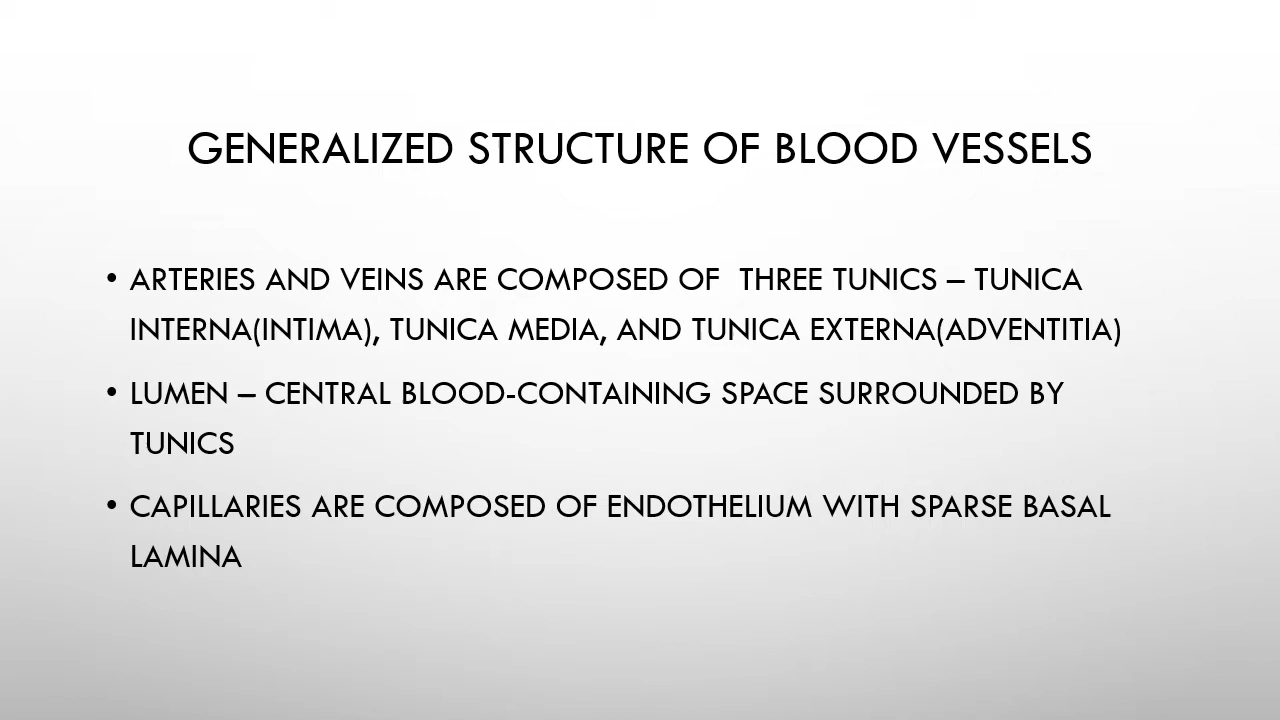 GENERALIZED STRUCTURE OF BLOOD VESSELS
• ARTERIES AND VEINS ARE COMPOSED OF  THREE TUNICS – TUNICA
INTERNA(INTIMA), TUNICA MEDIA, AND TUNICA EXTERNA(ADVENTITIA)
• LUMEN – CENTRAL BLOOD-CONTAINING SPACE SURROUNDED BY
TUNICS
• CAPILLARIES ARE COMPOSED OF ENDOTHELIUM WITH SPARSE BASAL
LAMINA